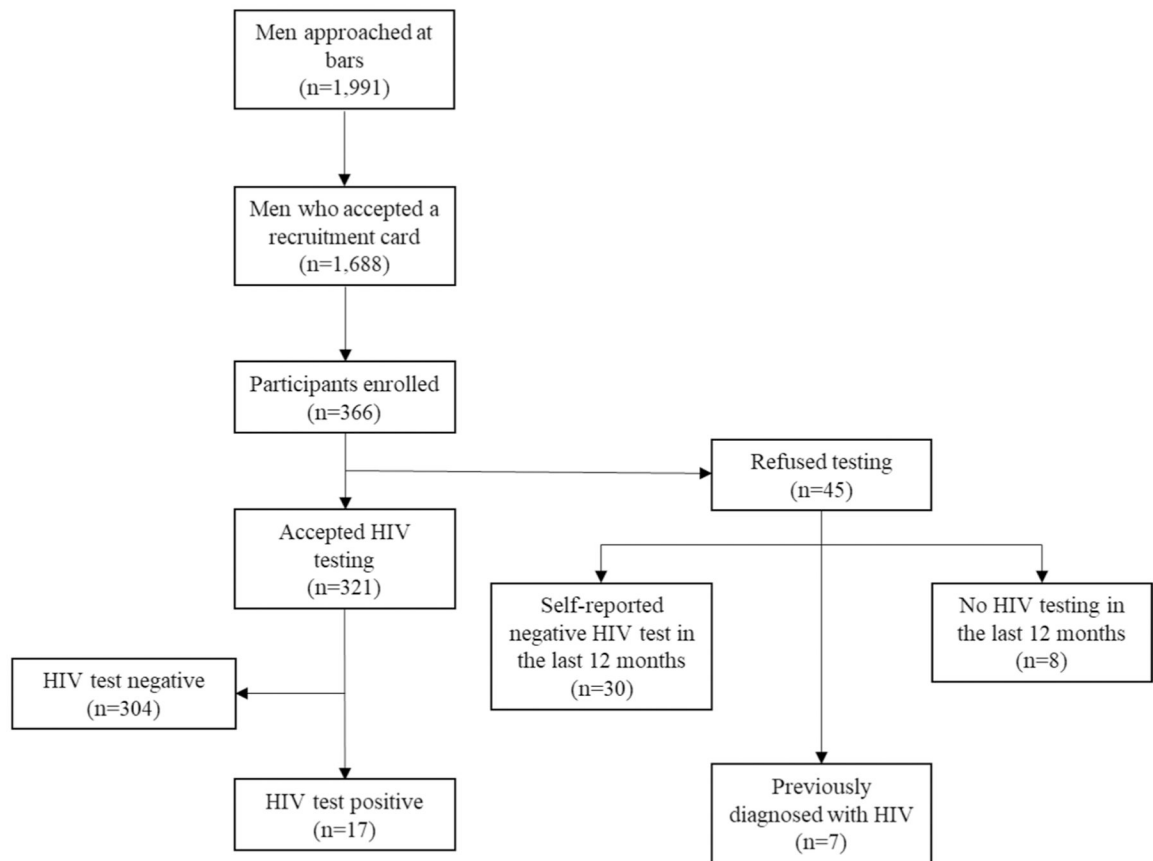 Men approached at
bars
(n=1,991)
Men who accepted a
recruitment card
(n=1,688)
Participants enrolled
(n=366)
Refused testing
(n=45)
Accepted HIV
testing
(n=321)
Self-reported
negative HIV test in
the last 12 months
(n=30)
No HIV testing in
the last 12 months
(n=8)
HIV test negative
(n=304)
HIV test positive
(n=17)
Previously
diagnosed with HIV
(n=7)